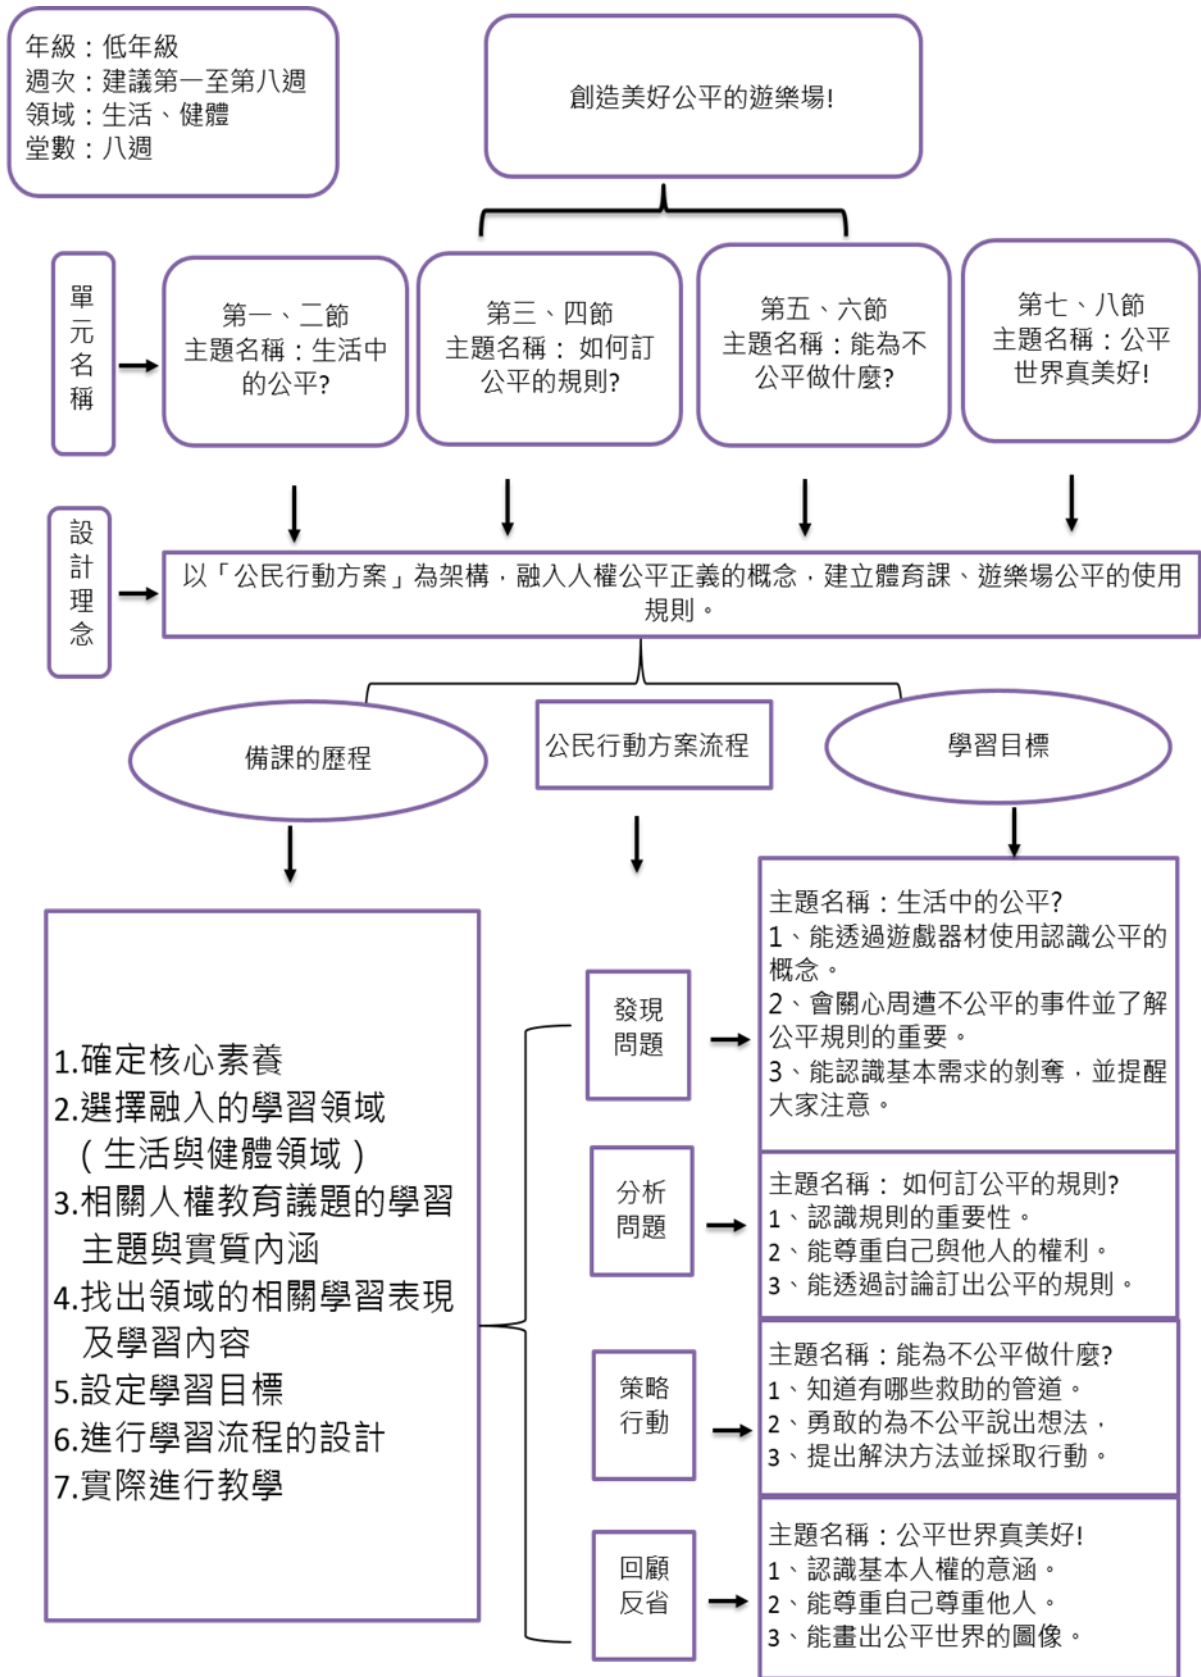 年級：低年級
週次：建議第一至第八週
領域：生活、健體
堂數：八週
創造美好公平的遊樂場!
單元名稱
第一、二節
主題名稱：生活中
的公平?
第三、四節
主題名稱： 如何訂
公平的規則?
第五、六節
主題名稱：能為不
公平做什麼?
第七、八節
主題名稱：公平
世界真美好!
設計理念
以「公民行動方案」為架構，融入人權公平正義的概念，建立體育課、遊樂場公平的使用
規則。
備課的歷程
公民行動方案流程
學習目標
1.確定核心素養
2.選擇融入的學習領域
（生活與健體領域）
3.相關人權教育議題的學習
主題與實質內涵
4.找出領域的相關學習表現
及學習內容
5.設定學習目標
6.進行學習流程的設計
7.實際進行教學
發現
問題
主題名稱：生活中的公平?
1、能透過遊戲器材使用認識公平的
概念。
2、會關心周遭不公平的事件並了解
公平規則的重要。
3、能認識基本需求的剝奪，並提醒
大家注意。
分析
問題
主題名稱： 如何訂公平的規則?
1、認識規則的重要性。
2、能尊重自己與他人的權利。
3、能透過討論訂出公平的規則。
策略
行動
主題名稱：能為不公平做什麼?
1、知道有哪些救助的管道。
2、勇敢的為不公平說出想法，
3、提出解決方法並採取行動。
回顧
反省
主題名稱：公平世界真美好!
1、認識基本人權的意涵。
2、能尊重自己尊重他人。
3、能畫出公平世界的圖像。